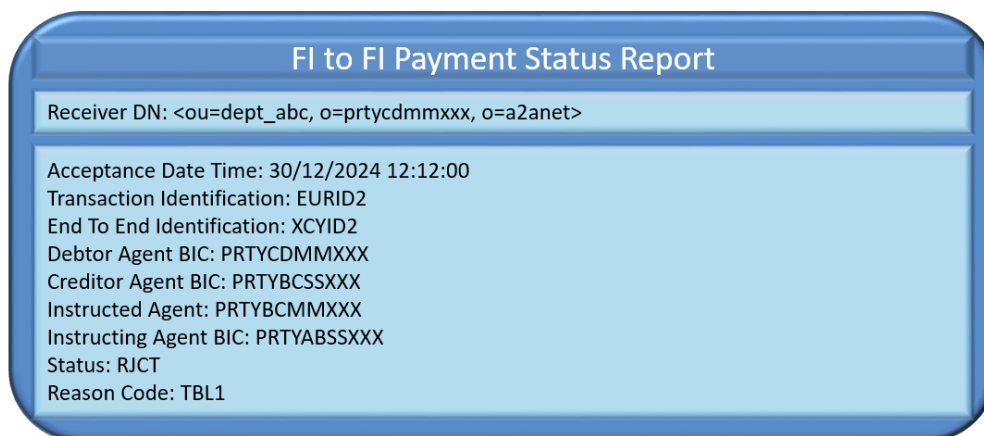 FI to FI Payment Status Report
Receiver DN: <ou=dept_abc, o=prtycdmmxxx, o=a2anet>
Acceptance Date Time: 30/12/2024 12:12:00
Transaction Identification: EURID2
End To End Identification: XCYID2
Debtor Agent BIC: PRTYCDMMXXX
Creditor Agent BIC: PRTYBCSSXXX
Instructed Agent: PRTYBCMMXXX
Instructing Agent BIC: PRTYABSSXXX
Status: RJCT
Reason Code: TBL1